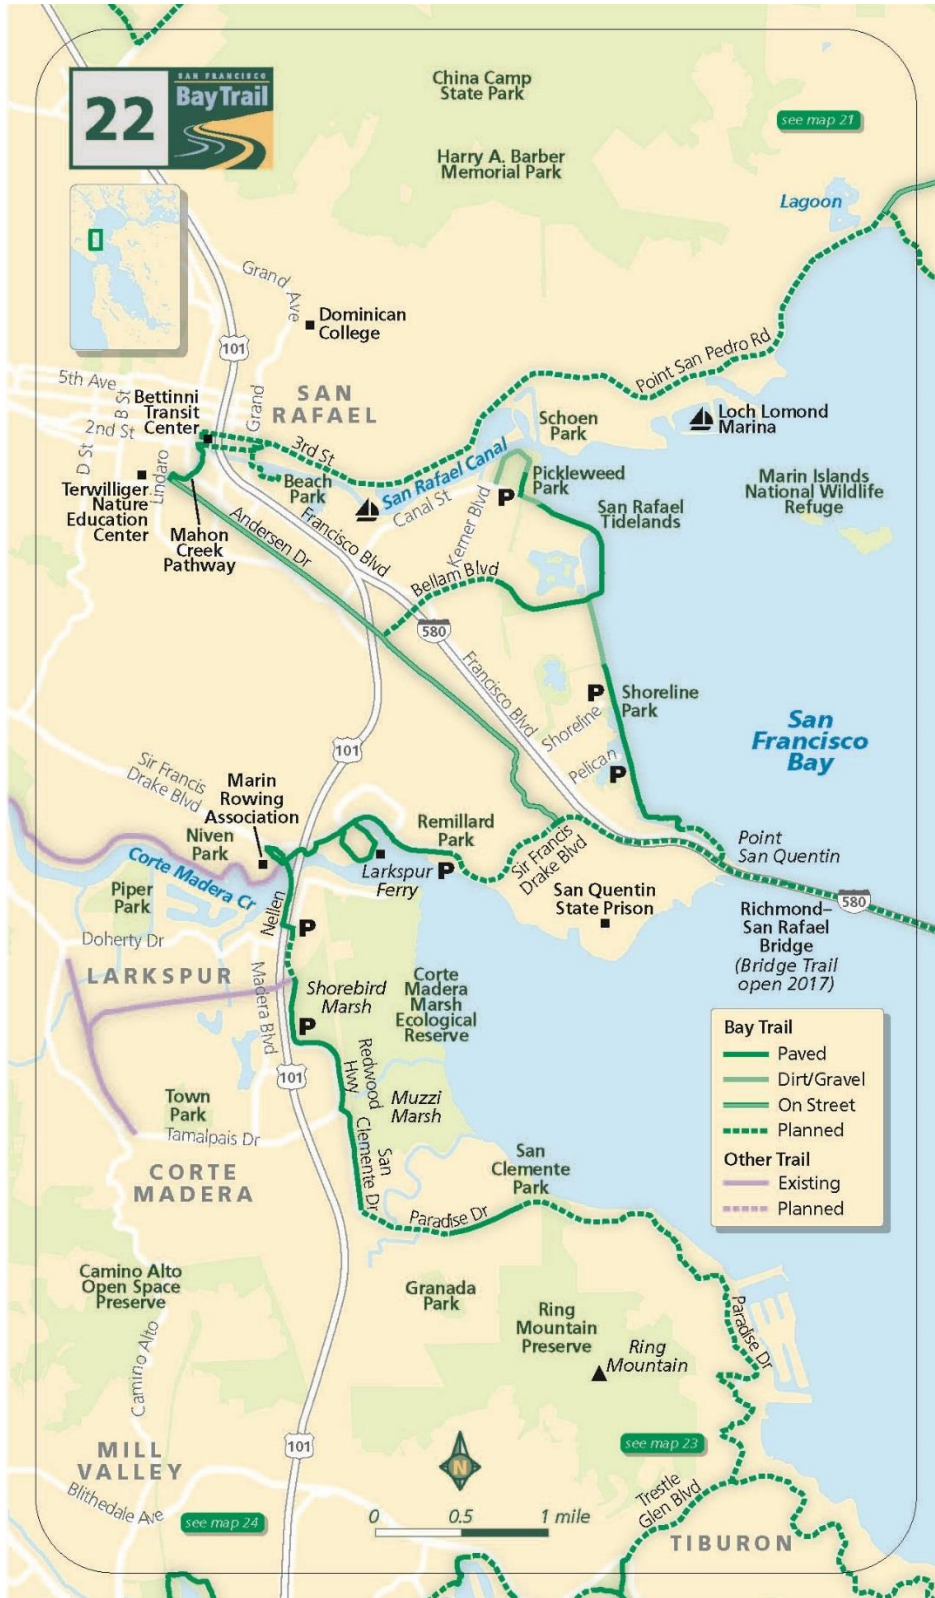 22
SAN FRANCISCO
Bay Trail
China Camp
State Park
see map 21
Harry A. Barber
Memorial Park
Lagoon
Grand Ave
Dominican
College
101
Point San Pedro Rd
5th Ave
B St
Bettinni
Transit
Center
2nd St
Grand
SAN
RAFAEL
3rd St
Schoen
Park
Loch Lomond
Marina
D St
Lindaro
Terwilliger
Nature
Education
Center
Mahon
Creek
Pathway
Beach
Park
San Rafael Canal
Canal St
P
Pickleweed
Park
San Rafael
Tidelands
Marin Islands
National Wildlife
Refuge
Andersen Dr
Francisco Blvd
Kerner Blvd
Bellam Blvd
580
Francisco Blvd
P
Shoreline
Park
Shoreline
San
Francisco
Bay
101
Pelican
P
Sir Francis
Drake Blvd
Marin
Rowing
Association
Niven
Park
Remillard
Park
Larkspur
Ferry
P
Sir Francis
Drake Blvd
Point
San Quentin
Corte Madera Cr
Piper
Park
Nellen
San Quentin
State Prison
580
Richmond–
San Rafael
Bridge
(Bridge Trail
open 2017)
P
Doherty Dr
LARKSPUR
Madera Blvd
Shorebird
Marsh
P
Corte
Madera
Marsh
Ecological
Reserve
Bay Trail
Paved
Dirt/Gravel
On Street
Planned
Other Trail
Existing
Planned
101
Redwood
Hwy
Muzzi
Marsh
Town
Park
Tamalpais Dr
San
Clemente Dr
CORTE
MADERA
San
Clemente
Park
Paradise Dr
Camino Alto
Open Space
Preserve
Granada
Park
Ring
Mountain
Preserve
Ring
Mountain
Paradise Dr
Camino Alto
101
see map 23
MILL
VALLEY
N
Blithedale Ave
see map 24
0 0.5 1 mile
Trestle
Glen Blvd
TIBURON